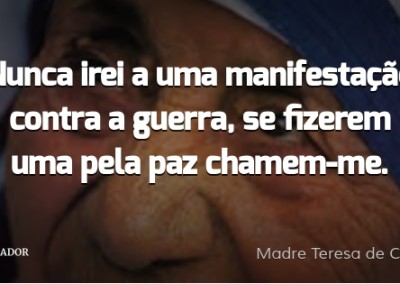 Nunca irei a uma manifestação
contra a guerra, se fizerem
uma pela paz chamem-me.
ADOR Madre Teresa de C